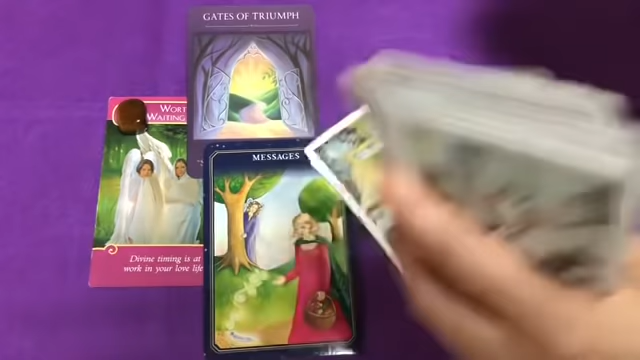 GATES OF TRIUMPH
WORT
WAITING
Divine timing is at
work in your love life
MESSAGES